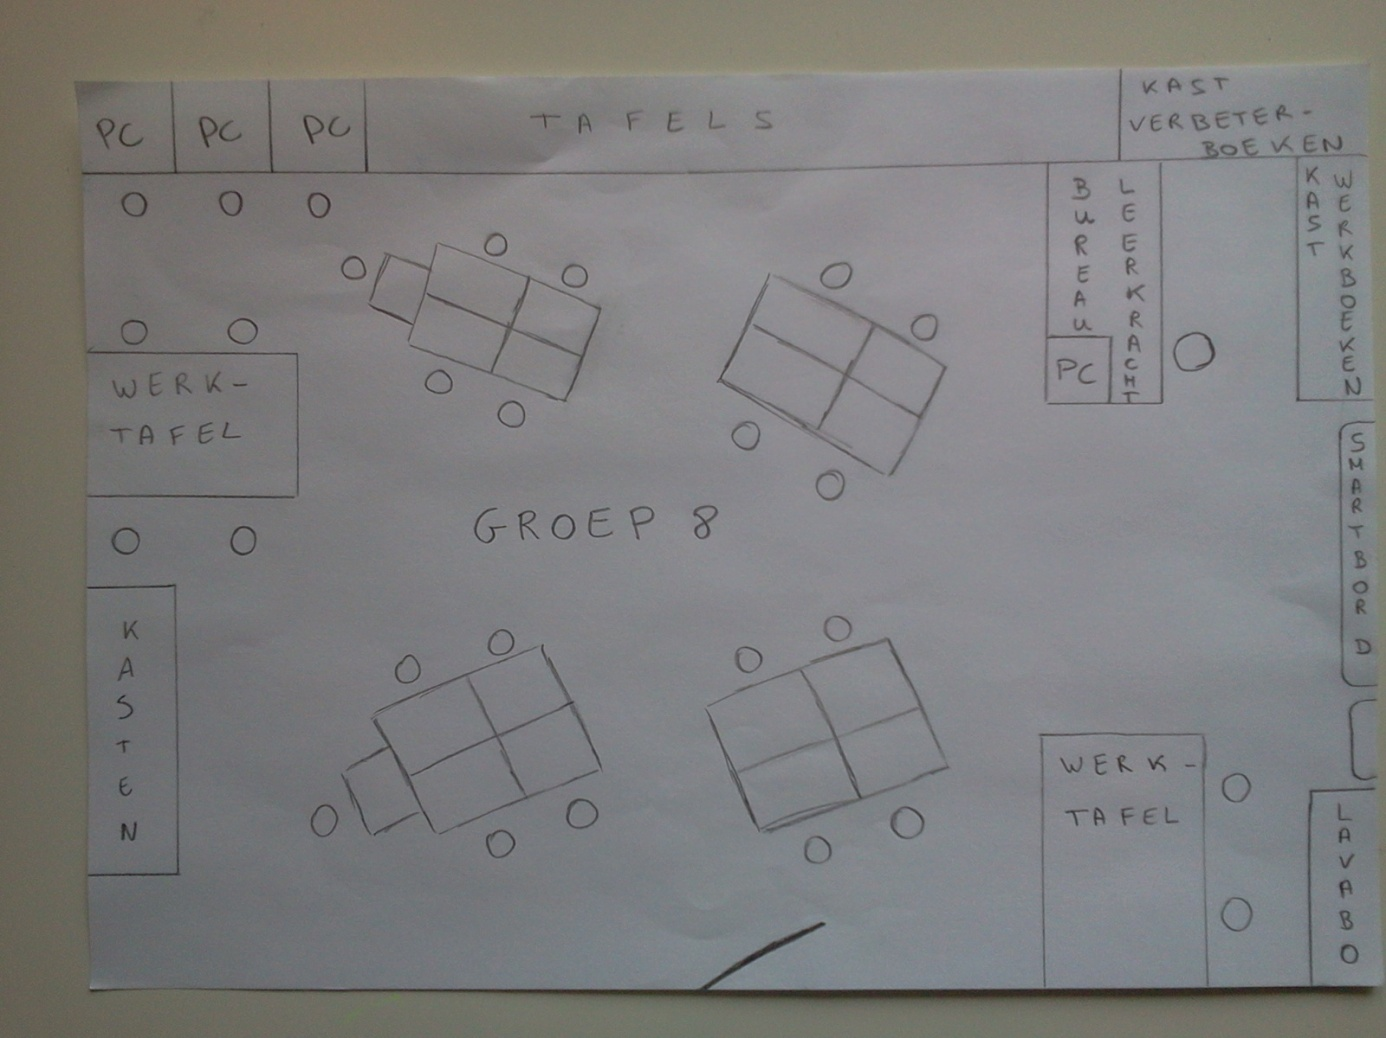 PC
PC
PC
TAFELS
KAST
VERBETER-
BOEKEN
BUREAU
LEERKRACHT
PC
KAST
WERKBOEKEN
WERK-
TAFEL
SMARTBORD
GROEP 8
KASTEN
WERK-
TAFEL
LAVABO